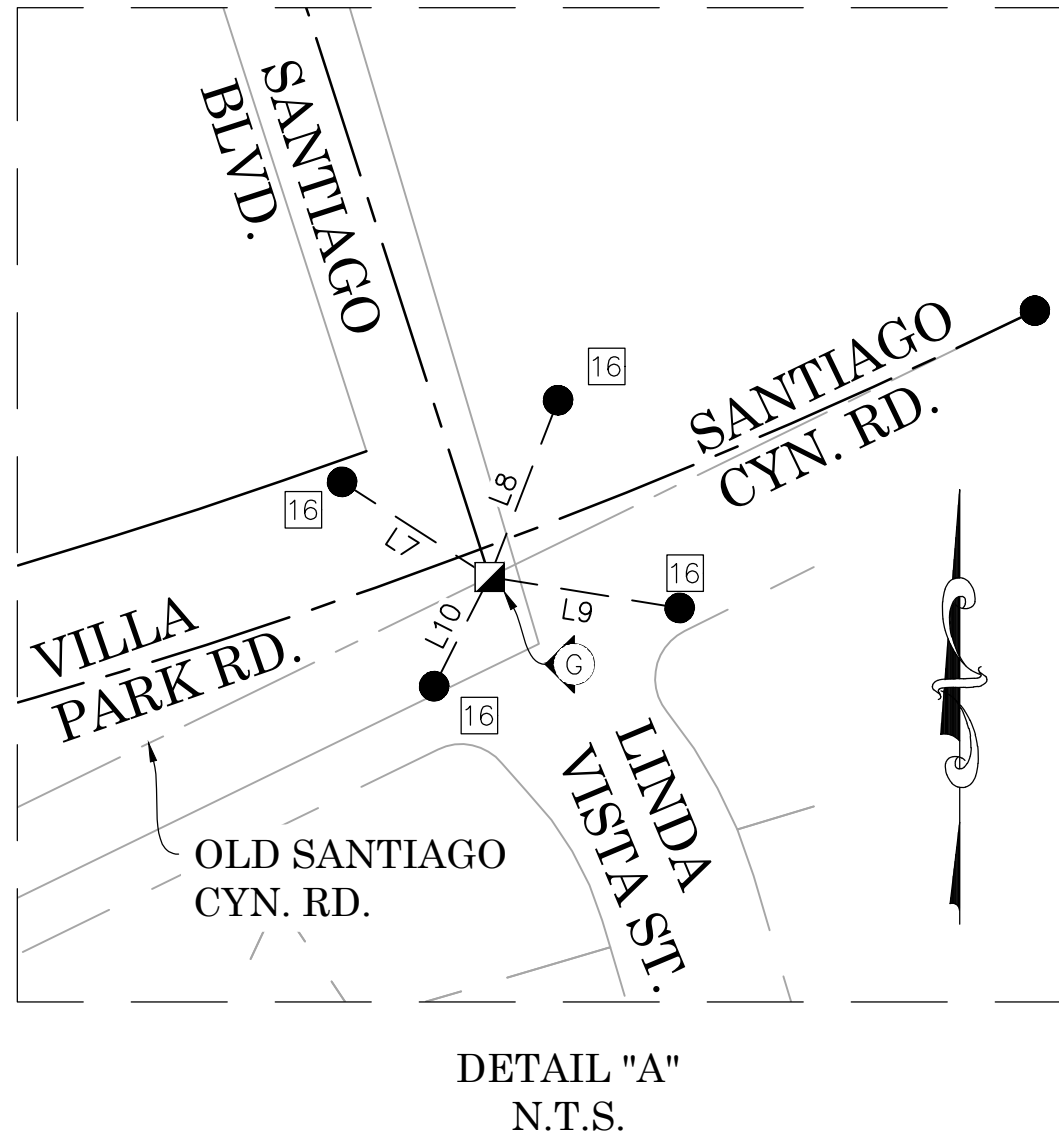 SANTIAGO
BLVD.
SANTIAGO
CYN. RD.
16
L8
16
L7
16
L9
L10
G
VILLA
PARK RD.
16
LINDA
VISTA ST.
OLD SANTIAGO
CYN. RD.
DETAIL "A"
N.T.S.